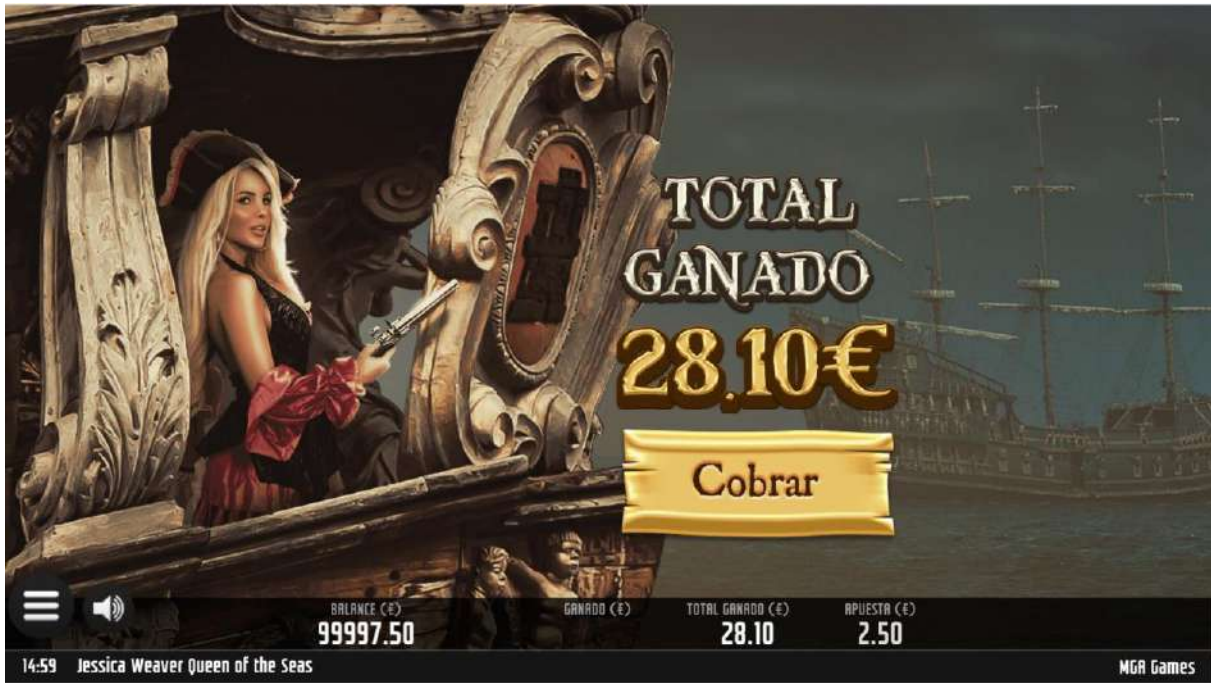 TOTAL
GANADO
28.10€
Cobrar
BALANCE (€)
99997.50
GANADO (€)
TOTAL GANADO (€)
28.10
APUESTA (€)
2.50
14:59 Jessica Weaver Queen of the Seas
MGA Games